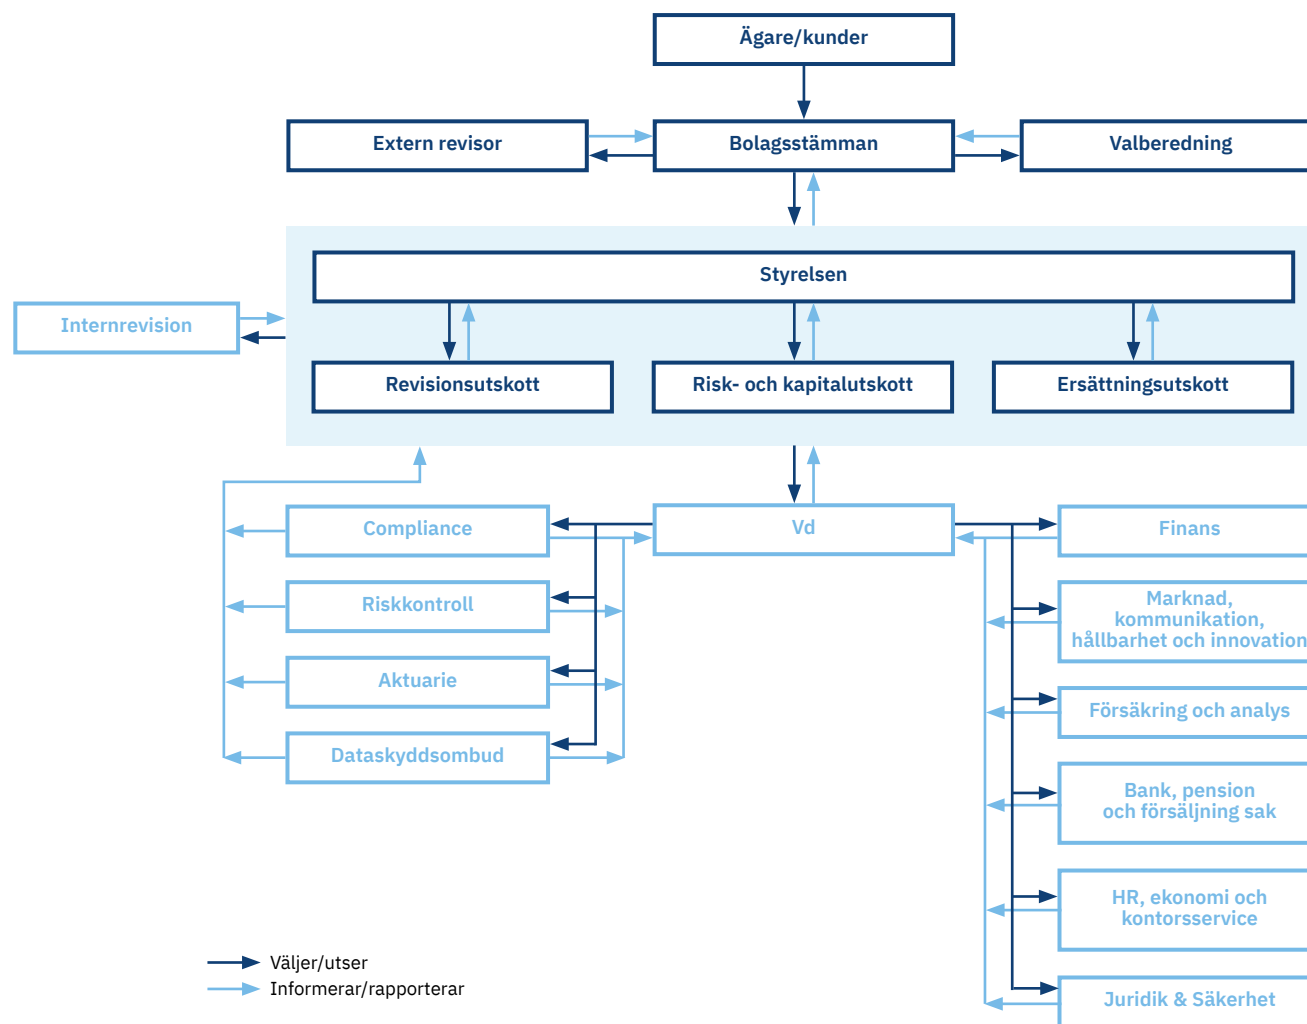 Ägare/kunder
Extern revisor
Bolagsstämman
Valberedning
Styrelsen
Internrevision
Revisionsutskott
Risk- och kapitalutskott
Ersättningsutskott
Compliance
Vd
Finans
Riskkontroll
Marknad,
kommunikation,
hållbarhet och innovation
Aktuarie
Försäkring och analys
Dataskyddsombud
Bank, pension
och försäljning sak
HR, ekonomi och
kontorsservice
Väljer/utser
Informerar/rapporterar
Juridik & Säkerhet